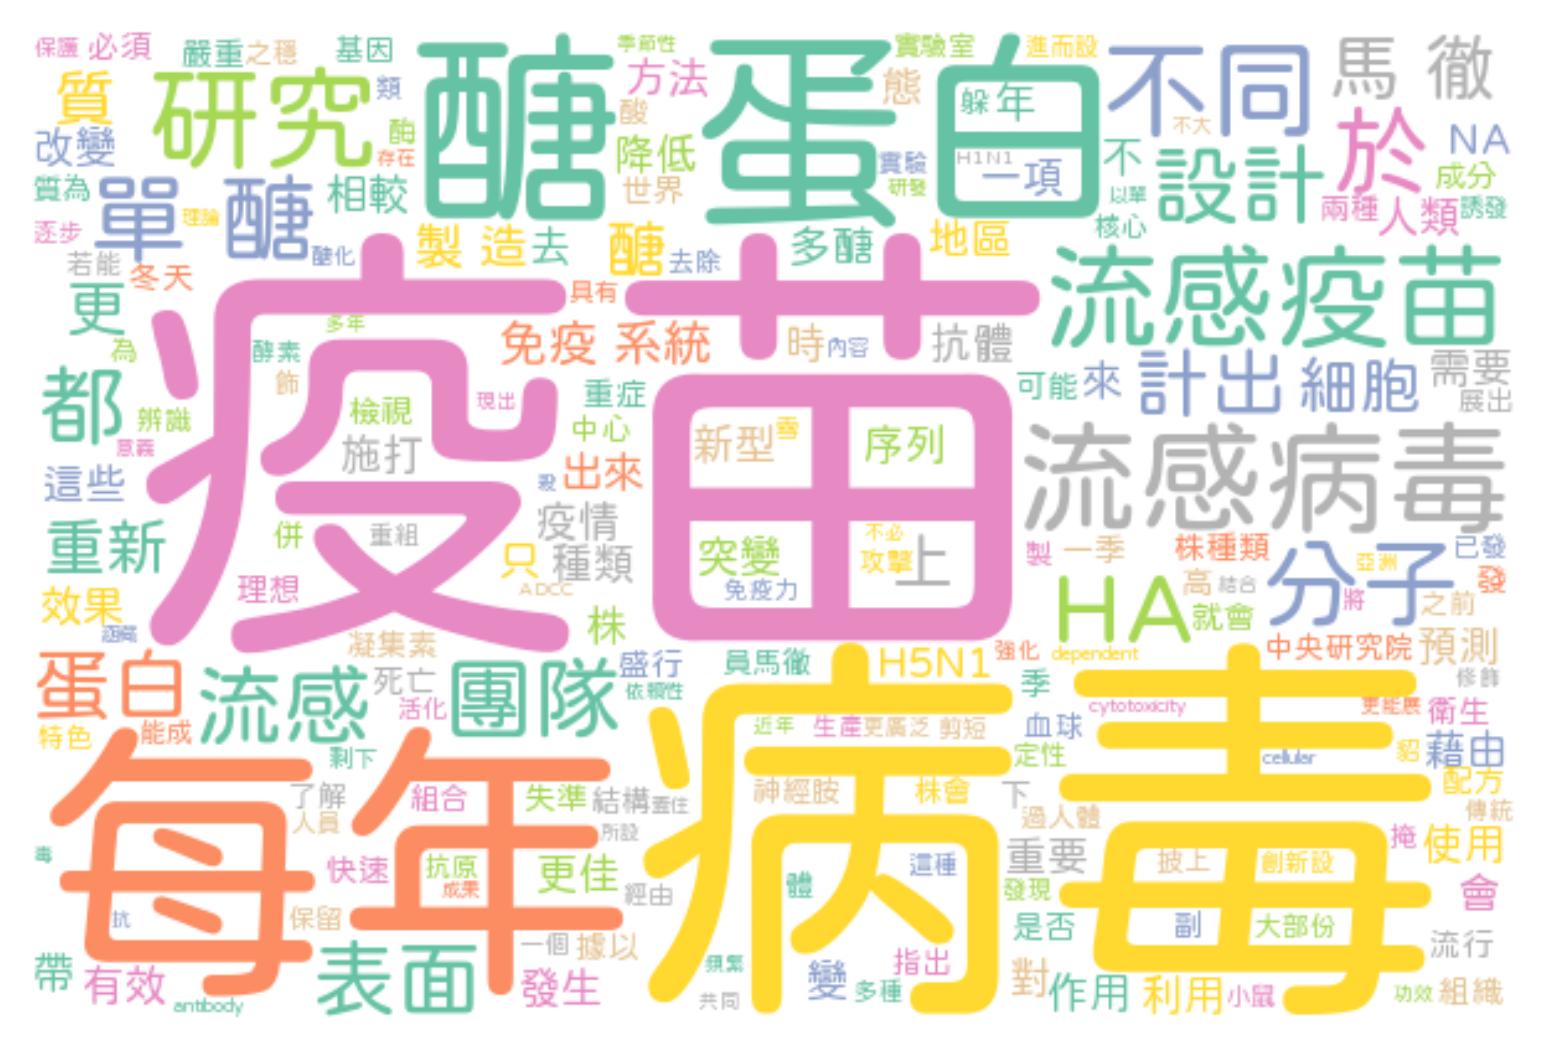 保護 必須 嚴重 之穩 基因 季節性 實驗室 進而設
醣蛋白 不同 馬徹
質 研究 類 方法 態 躲年
酸 酶 不大 於 NA
改變 存在 降低 實驗 H1N1 一項 不 設計 成分
質為 單醣 相較 世界 研發 以單 兩種 人類 誘發
逐步 理論 核心
若能 冬天 醣化 製造 去 醣 去除 多醣 地區 流感疫苗
更 疫苗 具有
為 多年 酵素 免疫系統 時 內容 抗體
都 飾 現出 重症 可能 來 計出 細胞 需要
辨識 檢視 中心 新型 序列 展出
意義 施打 流感病毒
這些 出來
重新 併 重組 疫情 突變 不必 製 一季 株種類 分子 已發
只 種類 攻擊 上 亞洲
理想 ADCC 免疫力 HA 高 結合 將 發
效果 株 就會 之前
凝集素 強化 dependent 中央研究院 預測
蛋白 流感 死亡 團隊 盛行 員馬徹 H5N1 季 修飾
活化 依賴性 病毒 cytotoxicity 更能展 衛生
特色 能成 近年 生產 更廣泛 剪短 血球
剩下 定性 cellular 貂 藉由
每年 了解 組合 失準 結構 蓋住 神經胺 株會 下 配方
人員 所設 過人體 傳統
毒 快速 抗原 更佳 這種 重要 披上 創新設 掩 使用
成果 經由 體 發現 會
抗 保留 一個 據以 是否 副 大部份 流行
帶 有效 表面 頻繁 變 指出 對
antibody 發生 共同 多種 作用 利用 小鼠 功效 組織